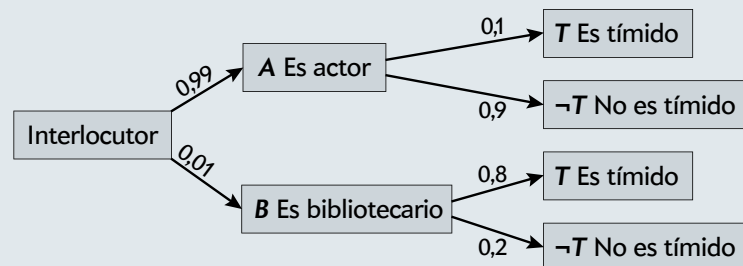 0,1
T Es tímido
A Es actor
0,99
0,9
¬T No es tímido
Interlocutor
0,01
0,8
T Es tímido
B Es bibliotecario
0,2
¬T No es tímido